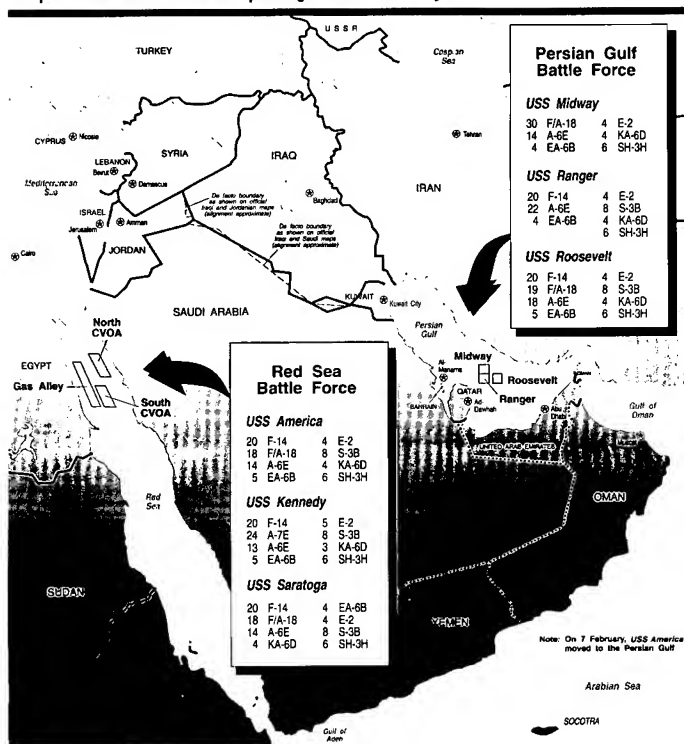 USSR
TURKEY
Caspian
Sea
CYPRUS
Nicosia
SYRIA
LEBANON
Beirut
Damascus
Mediterranean
Sea
ISRAEL
Jerusalem
Amman
JORDAN
Cairo
IRAQ
Baghdad
Tehran
IRAN
De facto boundary
as shown on official
Iraqi and Jordanian maps
(alignment approximate)
De facto boundary
as shown on official
Iraqi and Saudi maps
(alignment approximate)
KUWAIT
Kuwait City
SAUDI ARABIA
Persian
Gulf
North
CVOA
EGYPT
Gas Alley
South
CVOA
Red
Sea
Midway
Roosevelt
Ranger
Al-
Manama
BAHRAIN
QATAR
Ad-
Dawhah
Abu
Dhabi
OMAN
Gulf of
Oman
UNITED ARAB EMIRATES
OMAN
SUDAN
YEMEN
Gulf of
Aden
Arabian Sea
SOCOTRA
Persian Gulf
Battle Force
USS Midway
30 F/A-18 4 E-2
14 A-6E 4 KA-6D
4 EA-6B 6 SH-3H
USS Ranger
20 F-14 4 E-2
22 A-6E 8 S-3B
4 EA-6B 4 KA-6D
6 SH-3H
USS Roosevelt
20 F-14 4 E-2
19 F/A-18 8 S-3B
18 A-6E 4 KA-6D
5 EA-6B 6 SH-3H
Red Sea
Battle Force
USS America
20 F-14 4 E-2
18 F/A-18 8 S-3B
14 A-6E 4 KA-6D
5 EA-6B 6 SH-3H
USS Kennedy
20 F-14 5 E-2
24 A-7E 8 S-3B
13 A-6E 3 KA-6D
5 EA-6B 6 SH-3H
USS Saratoga
20 F-14 4 EA-6B
18 F/A-18 4 E-2
14 A-6E 8 S-3B
4 KA-6D 6 SH-3H
Note: On 7 February, USS America
moved to the Persian Gulf